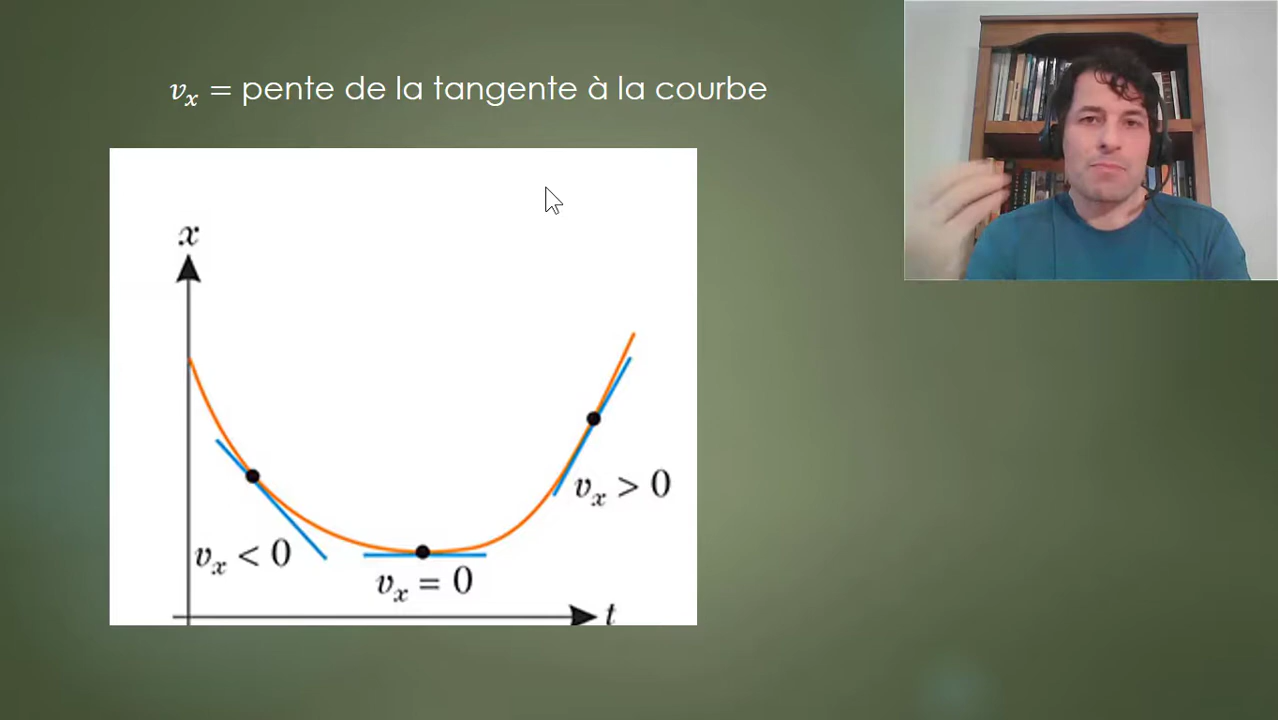 vₓ = pente de la tangente à la courbe
x
vₓ > 0
vₓ < 0
vₓ = 0
t